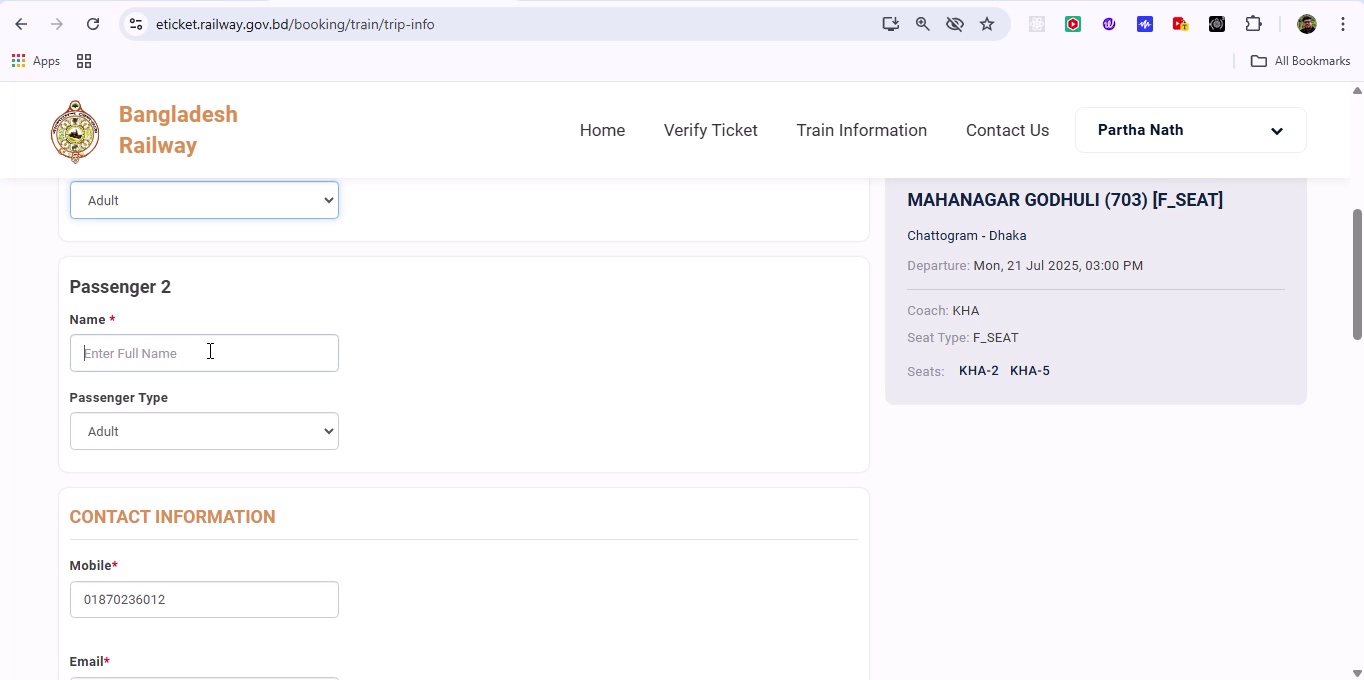 eticket.railway.gov.bd/booking/train/trip-info
Apps
All Bookmarks
Bangladesh
Railway
Home
Verify Ticket
Train Information
Contact Us
Partha Nath
Adult
Passenger 2
Name *
Enter Full Name
Passenger Type
Adult
CONTACT INFORMATION
Mobile*
01870236012
Email*
MAHANAGAR GODHULI (703) [F_SEAT]
Chattogram - Dhaka
Departure: Mon, 21 Jul 2025, 03:00 PM
Coach: KHA
Seat Type: F_SEAT
Seats: KHA-2 KHA-5